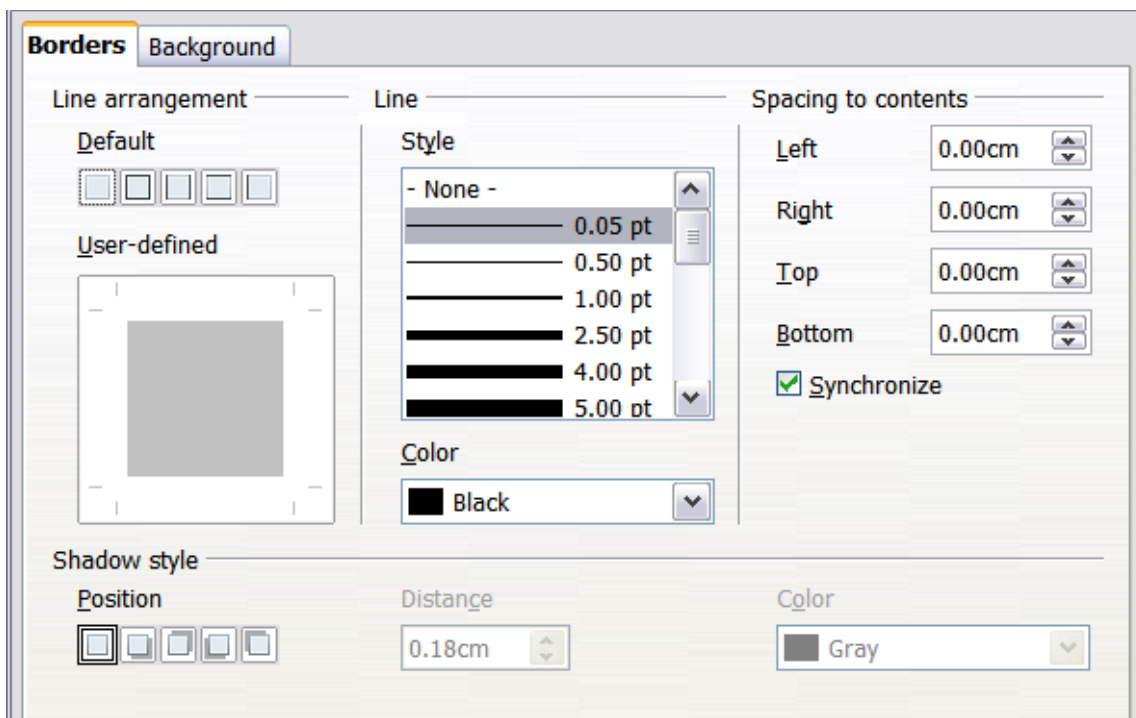 Borders Background
Line arrangement
Default
User-defined
Line
Style
- None -
0.05 pt
0.50 pt
1.00 pt
2.50 pt
4.00 pt
5.00 pt
Color
Black
Spacing to contents
Left 0.00cm
Right 0.00cm
Top 0.00cm
Bottom 0.00cm
Synchronize
Shadow style
Position
Distance
0.18cm
Color
Gray